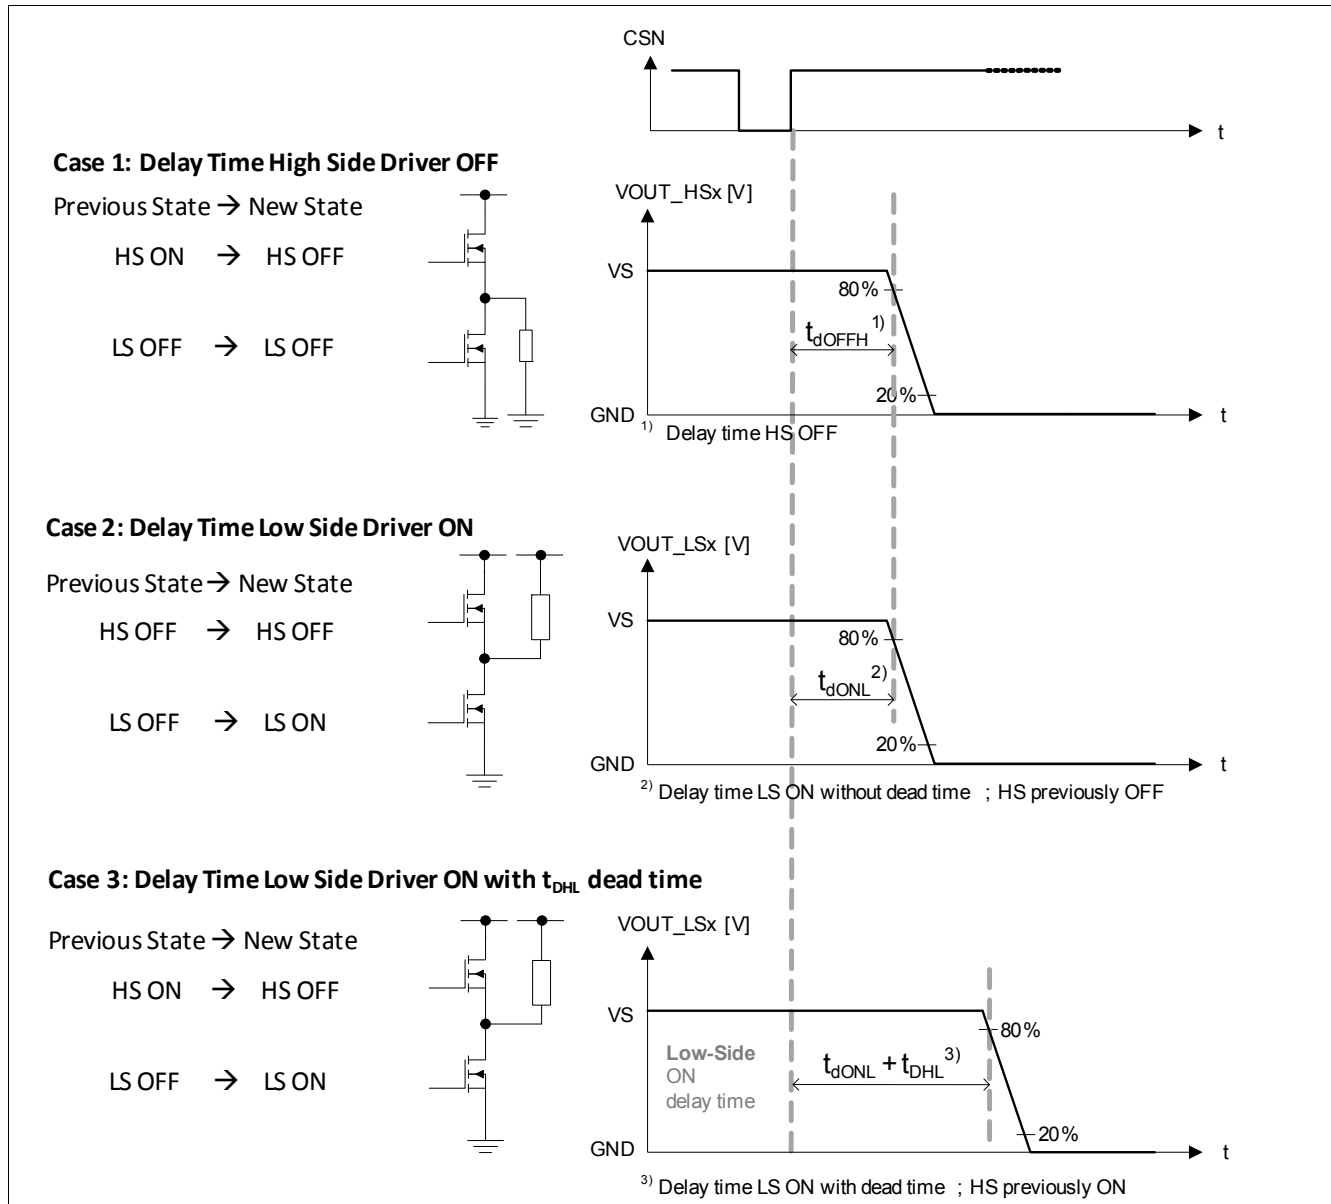 CSN
t
Case 1: Delay Time High Side Driver OFF
Previous State → New State
HS ON → HS OFF
LS OFF → LS OFF
VOUT_HSx [V]
VS
80%
tdOFFH 1)
20%
GND
t
1) Delay time HS OFF
Case 2: Delay Time Low Side Driver ON
Previous State → New State
HS OFF → HS OFF
LS OFF → LS ON
VOUT_LSx [V]
VS
80%
tdONL 2)
20%
GND
t
2) Delay time LS ON without dead time ; HS previously OFF
Case 3: Delay Time Low Side Driver ON with tDHL dead time
Previous State → New State
HS ON → HS OFF
LS OFF → LS ON
VOUT_LSx [V]
VS
80%
Low-Side
ON
delay time
tdONL + tDHL 3)
20%
GND
t
3) Delay time LS ON with dead time ; HS previously ON